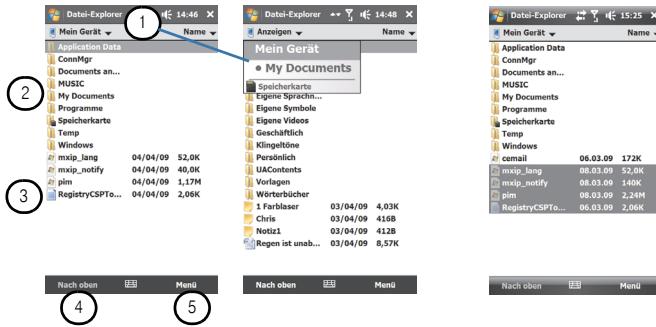 Datei-Explorer 14:46
Mein Gerät Name
Application Data
ConnMgr
Documents an...
MUSIC
My Documents
Programme
Speicherkarte
Temp
Windows
mxip_lang 04/04/09 52,0K
mxip_notify 04/04/09 40,0K
pim 04/04/09 1,17M
RegistryCSPTo... 04/04/09 2,06K
Nach oben Menü
1
2
3
4
5
Datei-Explorer 14:48
Anzeigen Name
Mein Gerät
My Documents
Speicherkarte
Eigene Sprachn...
Eigene Symbole
Eigene Videos
Geschäftlich
Klingeltöne
Persönlich
UAContents
Vorlagen
Wörterbücher
1 Farblaser 03/04/09 4,03K
Chris 03/04/09 416B
Notiz1 03/04/09 412B
Regen ist unab... 03/04/09 8,57K
Nach oben Menü
Datei-Explorer 15:25
Mein Gerät Name
Application Data
ConnMgr
Documents an...
MUSIC
My Documents
Programme
Speicherkarte
Temp
Windows
cemail 06.03.09 172K
mxip_lang 08.03.09 52,0K
mxip_notify 08.03.09 140K
pim 08.03.09 2,24M
RegistryCSPTo... 06.03.09 2,06K
Nach oben Menü